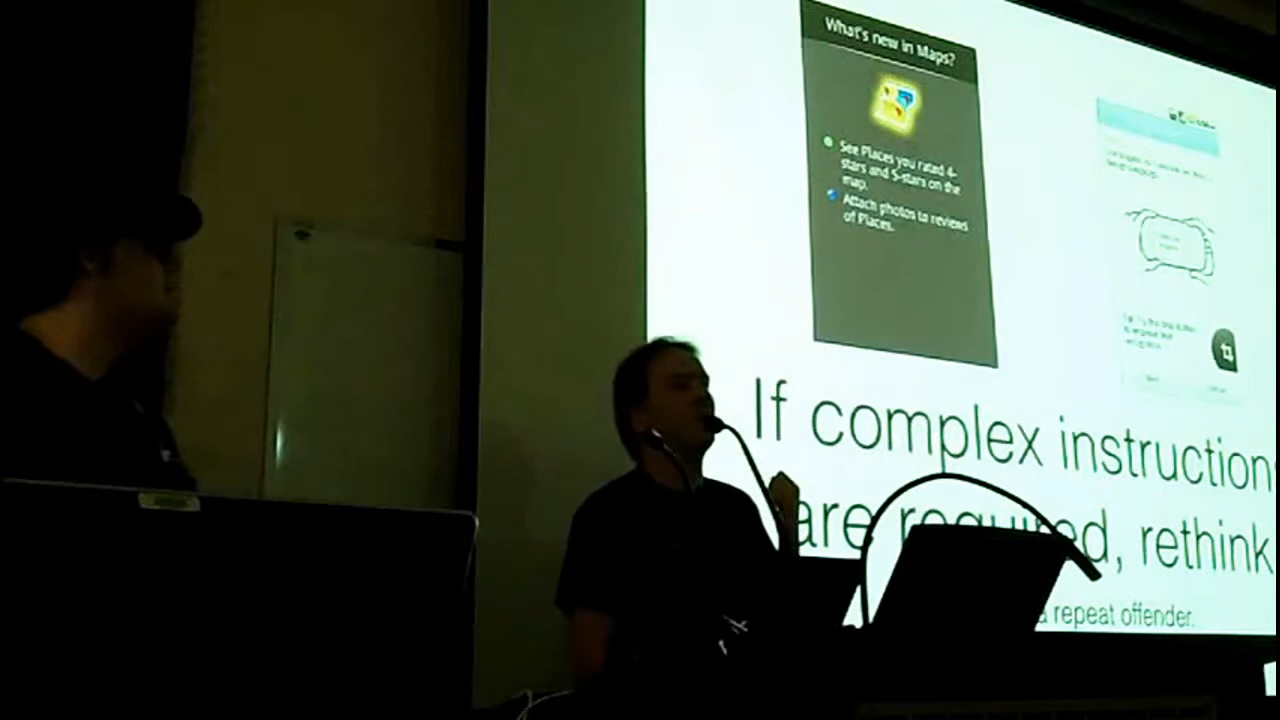 What's new in Maps?
See Places you rated 4-
stars and 5-stars on the
map.
Attach photos to reviews
of Places.
If complex instruction
are required, rethink
a repeat offender.